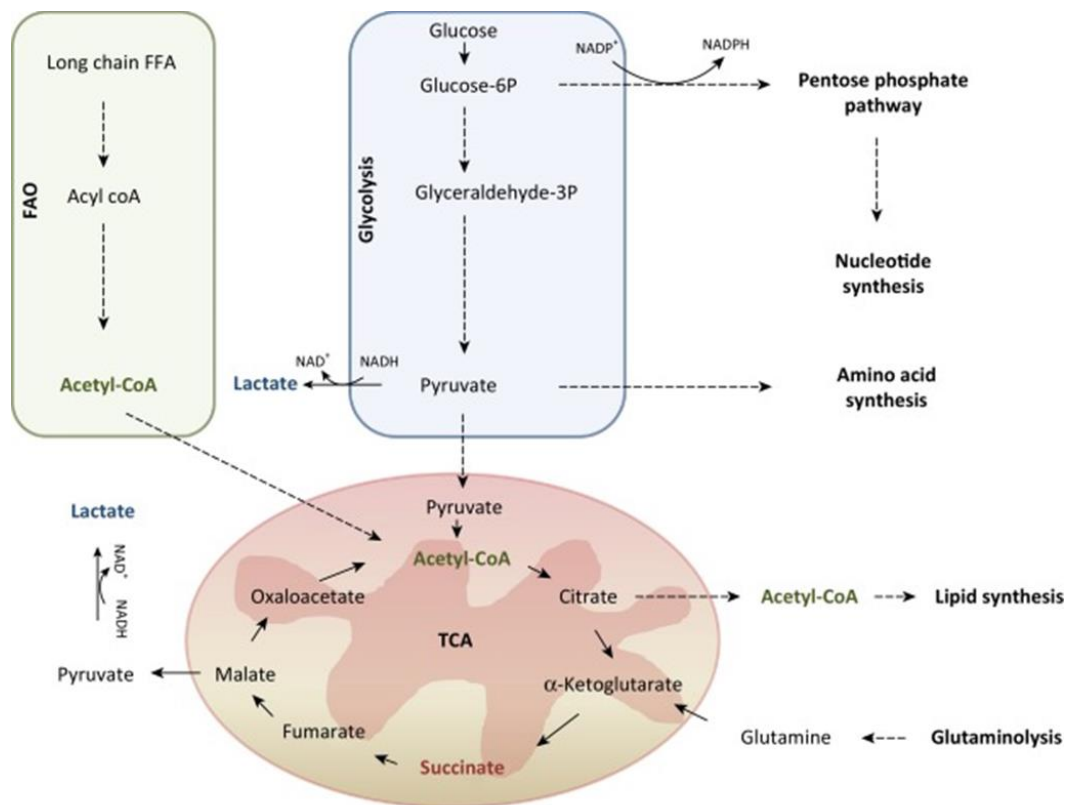 Long chain FFA
Acyl coA
FAO
Acetyl-CoA
Glucose
Glucose-6P
Glyceraldehyde-3P
Glycolysis
Pyruvate
NADP⁺
NADPH
Pentose phosphate
pathway
Nucleotide
synthesis
Amino acid
synthesis
NAD⁺
NADH
Lactate
Pyruvate
Acetyl-CoA
Oxaloacetate
Citrate
TCA
Malate
α-Ketoglutarate
Fumarate
Succinate
Lactate
NAD⁺
NADH
Pyruvate
Acetyl-CoA
Lipid synthesis
Glutamine
Glutaminolysis